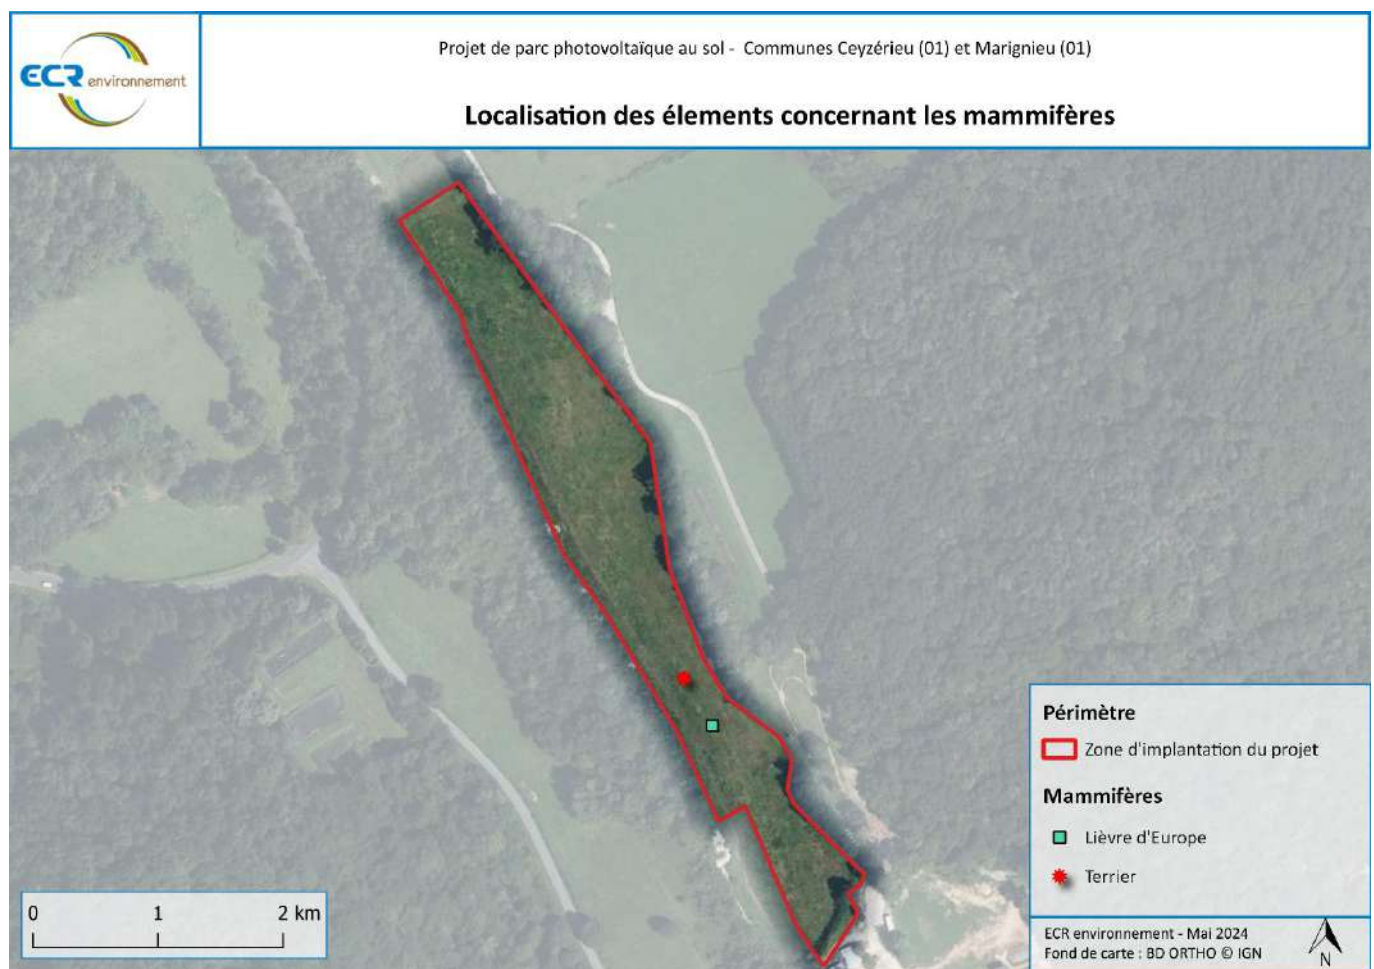 ECR environnement
Projet de parc photovoltaïque au sol - Communes Ceyzérieu (01) et Marignieu (01)
Localisation des élements concernant les mammifères
Périmètre
Zone d'implantation du projet
Mammifères
Lièvre d'Europe
Terrier
0 1 2 km
ECR environnement - Mai 2024
Fond de carte : BD ORTHO © IGN
N